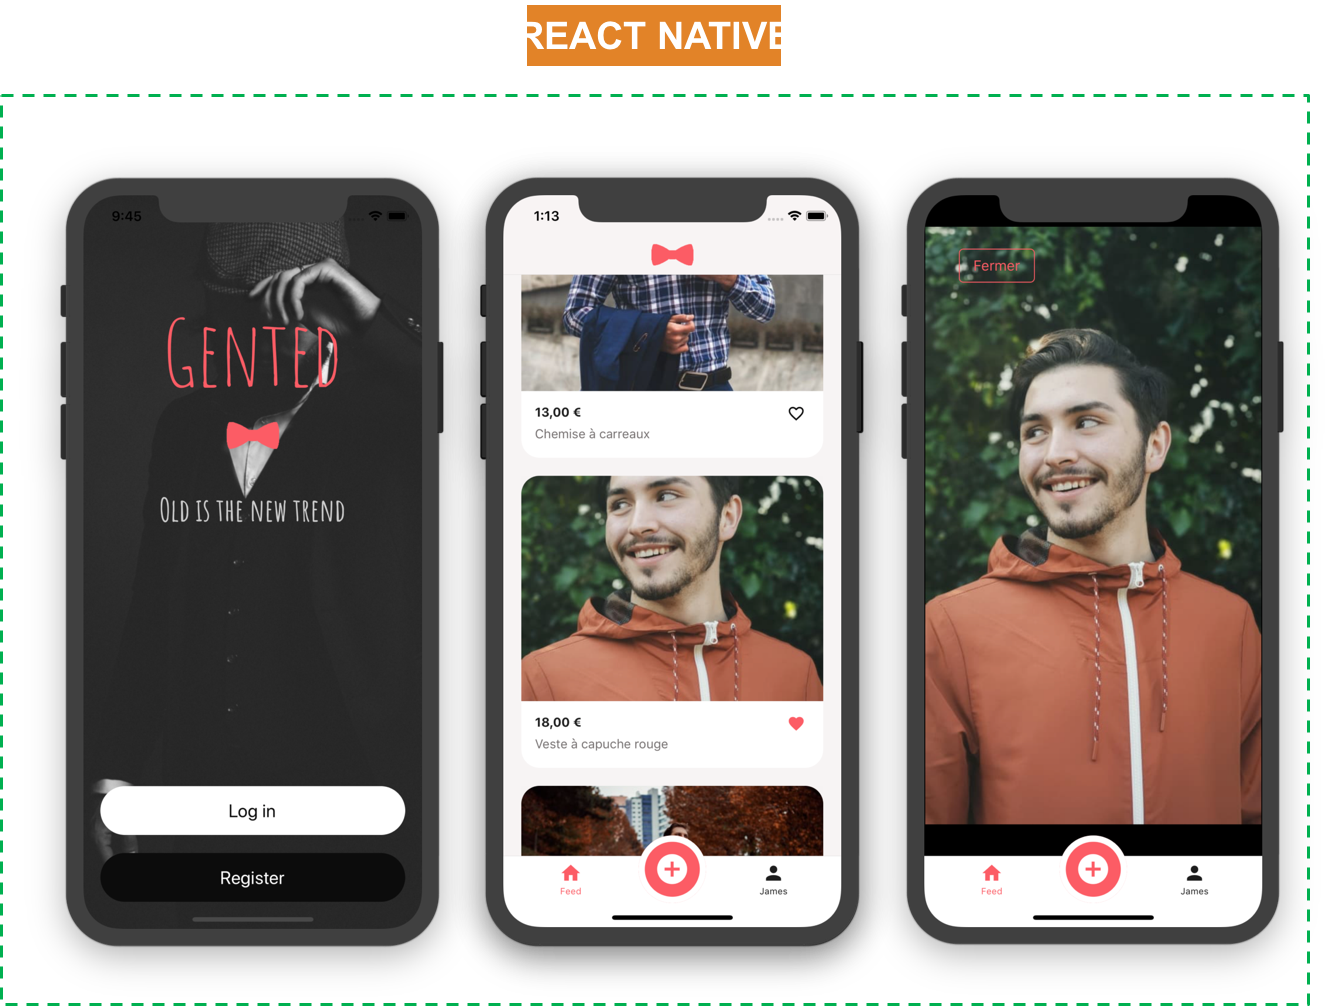 REACT NATIVE
9:45
GENTED
OLD IS THE NEW TREND
Log in
Register
1:13
13,00 €
Chemise à carreaux
18,00 €
Veste à capuche rouge
Feed
James
Fermer
Feed
James